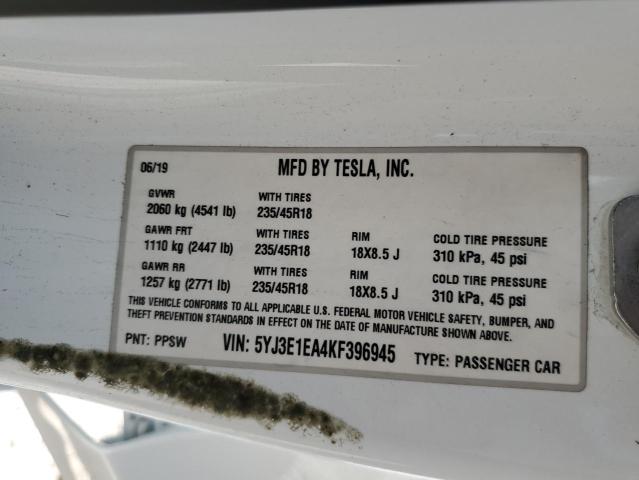 06/19 MFD BY TESLA, INC.
GVWR WITH TIRES
2060 kg (4541 lb) 235/45R18
GAWR FRT WITH TIRES RIM COLD TIRE PRESSURE
1110 kg (2447 lb) 235/45R18 18X8.5 J 310 kPa, 45 psi
GAWR RR WITH TIRES RIM COLD TIRE PRESSURE
1257 kg (2771 lb) 235/45R18 18X8.5 J 310 kPa, 45 psi
THIS VEHICLE CONFORMS TO ALL APPLICABLE U.S. FEDERAL MOTOR VEHICLE SAFETY, BUMPER, AND
THEFT PREVENTION STANDARDS IN EFFECT ON THE DATE OF MANUFACTURE SHOWN ABOVE.
PNT: PPSW VIN: 5YJ3E1EA4KF396945 TYPE: PASSENGER CAR